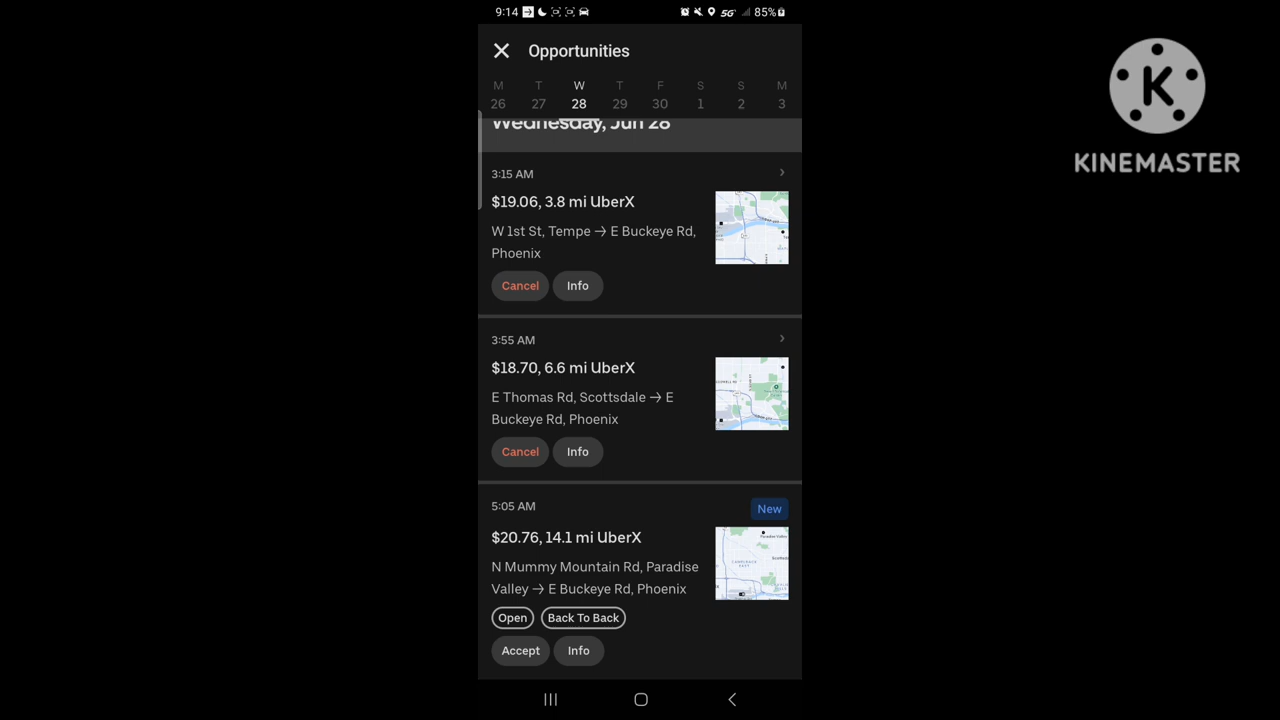 9:14
5G
85%
Opportunities
M T W T F S S M
26 27 28 29 30 1 2 3
Wednesday, Jun 28
3:15 AM
$19.06, 3.8 mi UberX
W 1st St, Tempe → E Buckeye Rd,
Phoenix
Cancel Info
3:55 AM
$18.70, 6.6 mi UberX
E Thomas Rd, Scottsdale → E
Buckeye Rd, Phoenix
Cancel Info
5:05 AM
New
$20.76, 14.1 mi UberX
N Mummy Mountain Rd, Paradise
Valley → E Buckeye Rd, Phoenix
Open Back To Back
Accept Info
Paradise Valley
K
KINEMASTER